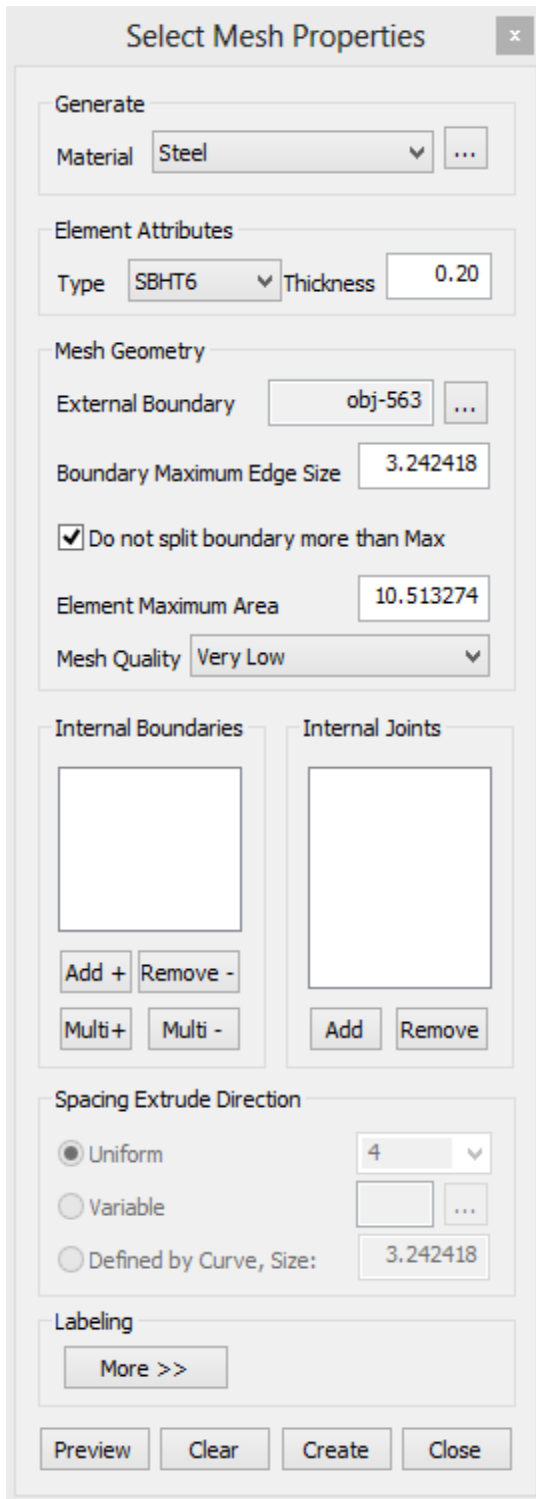 Select Mesh Properties x
Generate
Material Steel ...
Element Attributes
Type SBHT6 Thickness 0.20
Mesh Geometry
External Boundary obj-563 ...
Boundary Maximum Edge Size 3.242418
Do not split boundary more than Max
Element Maximum Area 10.513274
Mesh Quality Very Low
Internal Boundaries Internal Joints
Add + Remove -
Multi+ Multi - Add Remove
Spacing Extrude Direction
Uniform 4
Variable ...
Defined by Curve, Size: 3.242418
Labeling
More >>
Preview Clear Create Close